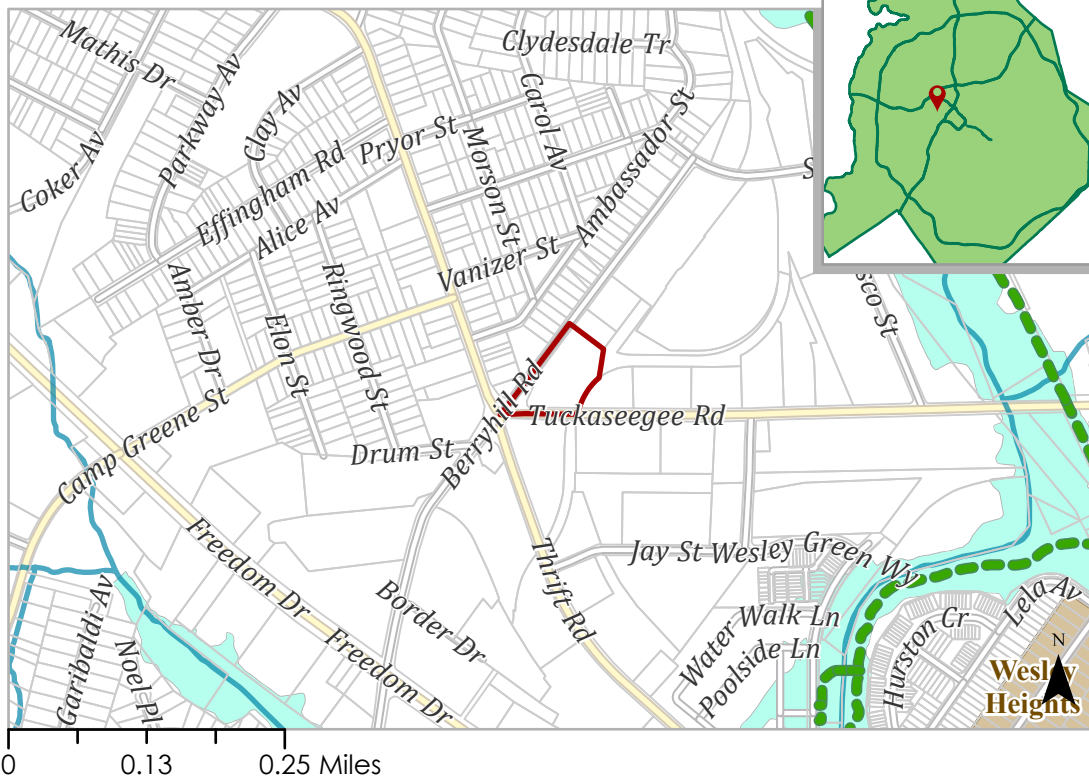 Mathis Dr
Clydesdale Tr
Parkway Av
Clay Av
Carol Av
Coker Av
Effingham Rd
Pryor St
Morson St
Ambassador St
S
Alice Av
Vanizer St
Amber Dr
Ringwood St
Elon St
sco St
Camp Greene St
Berryhill Rd
Tuckaseegee Rd
Drum St
Freedom Dr
Thrift Rd
Jay St
Wesley Green Wy
Border Dr
Garibaldi Av
Noel Pl
Freedom Dr
Water Walk Ln
Poolside Ln
Hurston Cr
Lela Av
N
Wesley
Heights
0 0.13 0.25 Miles